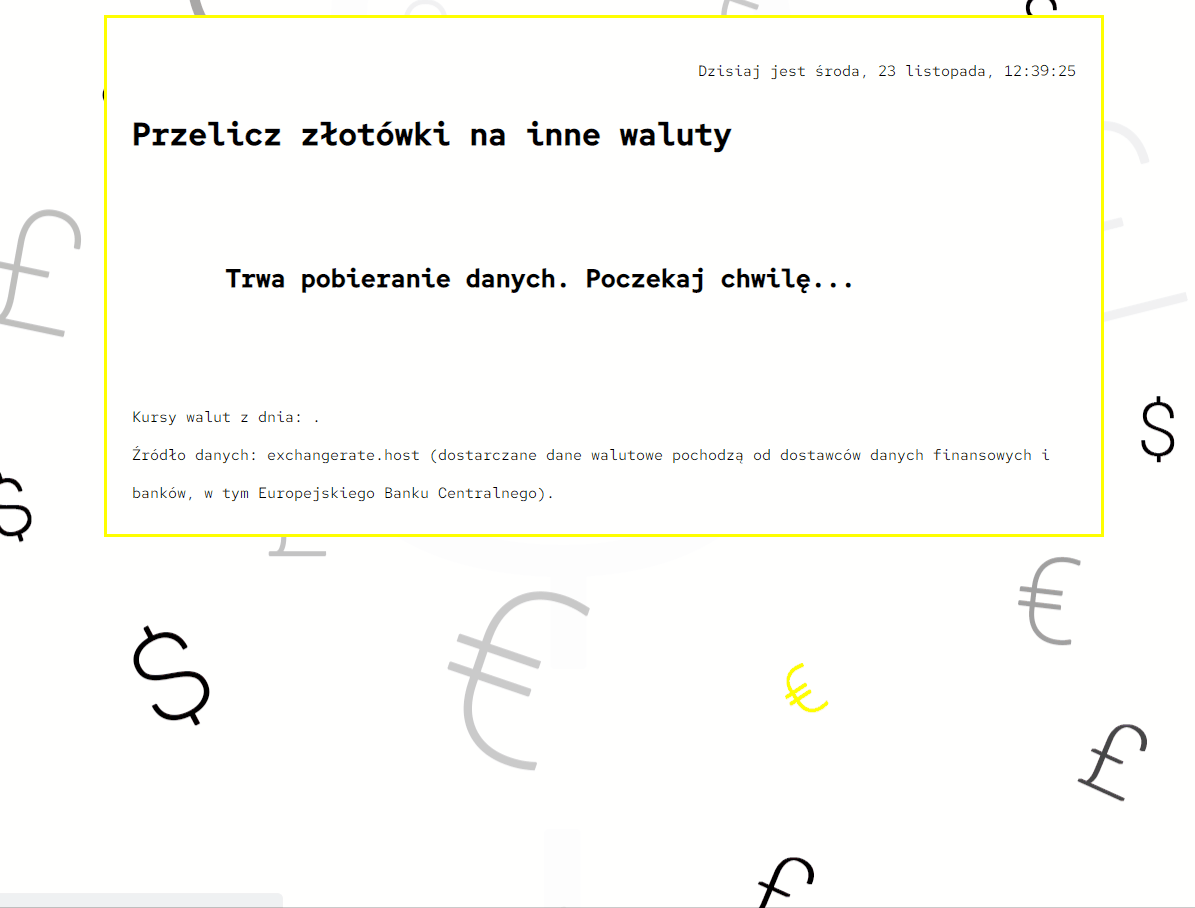 Dzisiaj jest środa, 23 listopada, 12:39:25
Przelicz złotówki na inne waluty
Trwa pobieranie danych. Poczekaj chwilę...
Kursy walut z dnia: .
Źródło danych: exchangerate.host (dostarczane dane walutowe pochodzą od dostawców danych finansowych i
banków, w tym Europejskiego Banku Centralnego).